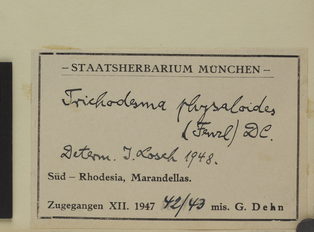 – STAATSHERBARIUM MÜNCHEN –
Trichodesma physaloides
(Fenzl) DC.
Determ. I. Losch 1948.
Süd – Rhodesia, Marandellas.
Zugegangen XII. 1947 42/43 mis. G. Dehn